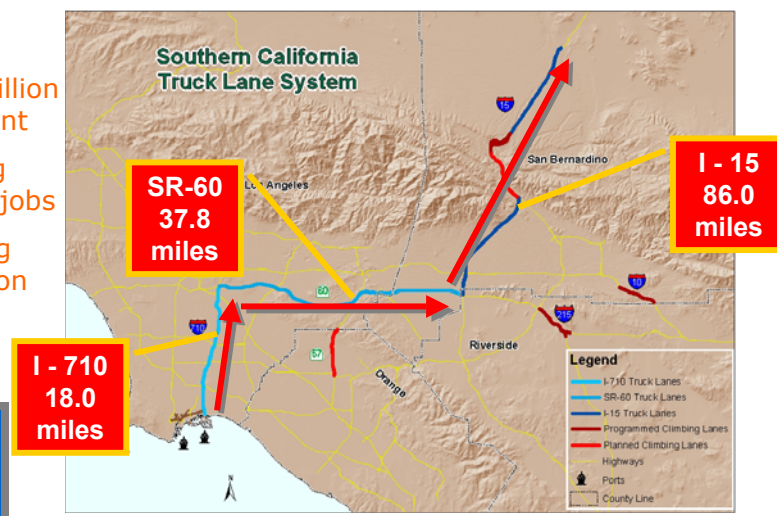 illion
nt
g
jobs
g
on
Southern California
Truck Lane System
15
San Bernardino
I - 15
86.0
miles
SR-60
37.8
miles
Los Angeles
60
10
710
215
57
Riverside
I - 710
18.0
miles
Orange
N
Legend
I-710 Truck Lanes
SR-60 Truck Lanes
I-15 Truck Lanes
Programmed Climbing Lanes
Planned Climbing Lanes
Highways
Ports
County Line